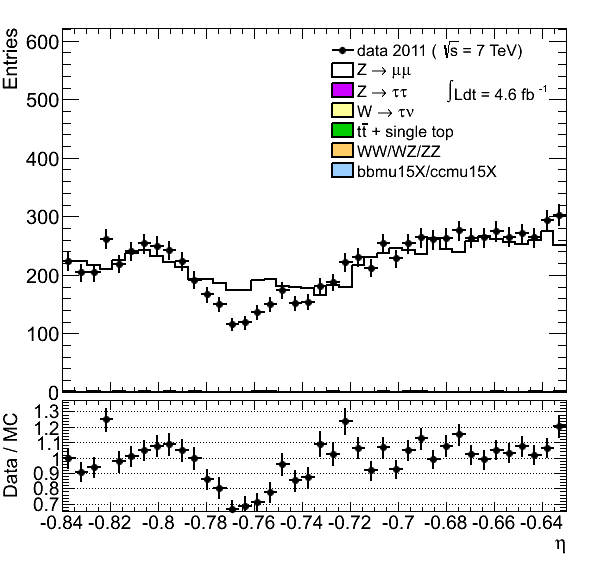 Entries
600
500
400
300
200
100
0
data 2011 ( √s = 7 TeV)
Z → μμ
Z → ττ
∫Ldt = 4.6 fb⁻¹
W → τν
tt̄ + single top
WW/WZ/ZZ
bbmu15X/ccmu15X
Data / MC
1.3
1.2
1.1
1
0.9
0.8
0.7
-0.84 -0.82 -0.8 -0.78 -0.76 -0.74 -0.72 -0.7 -0.68 -0.66 -0.64
η